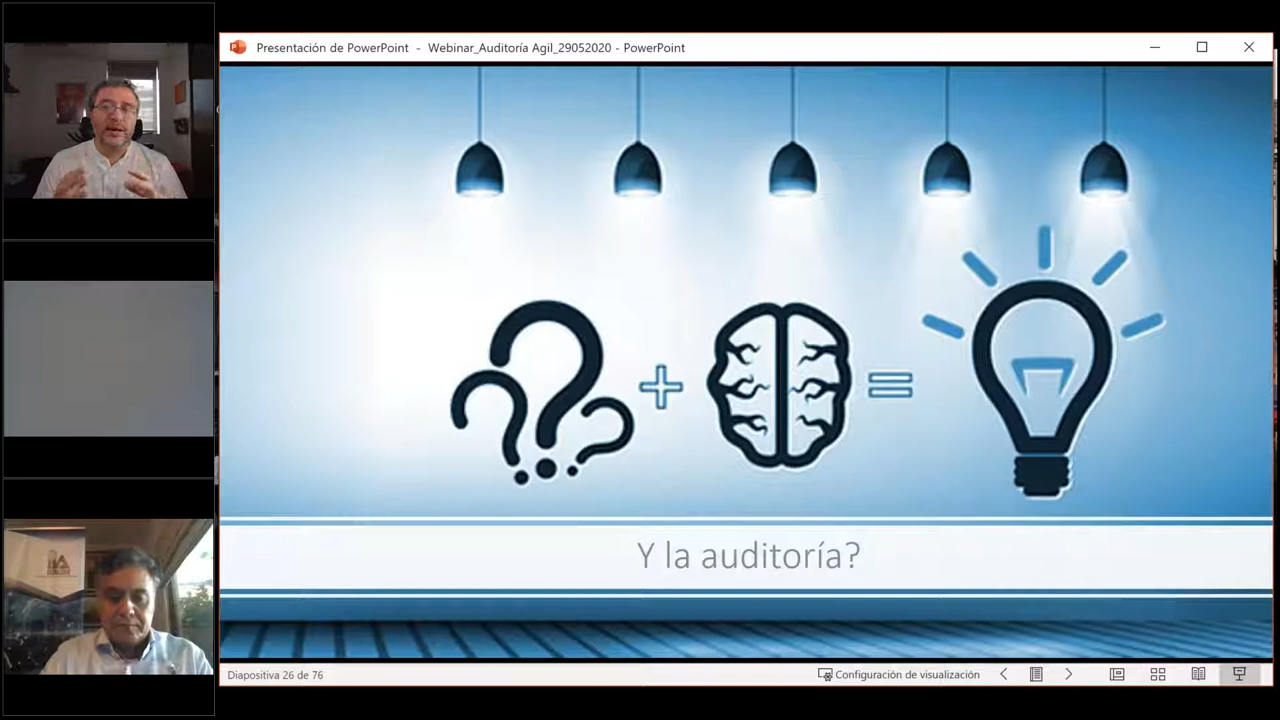 Presentación de PowerPoint - Webinar_Auditoría Agil_29052020 - PowerPoint
Y la auditoría?
Diapositiva 26 de 76
Configuración de visualización